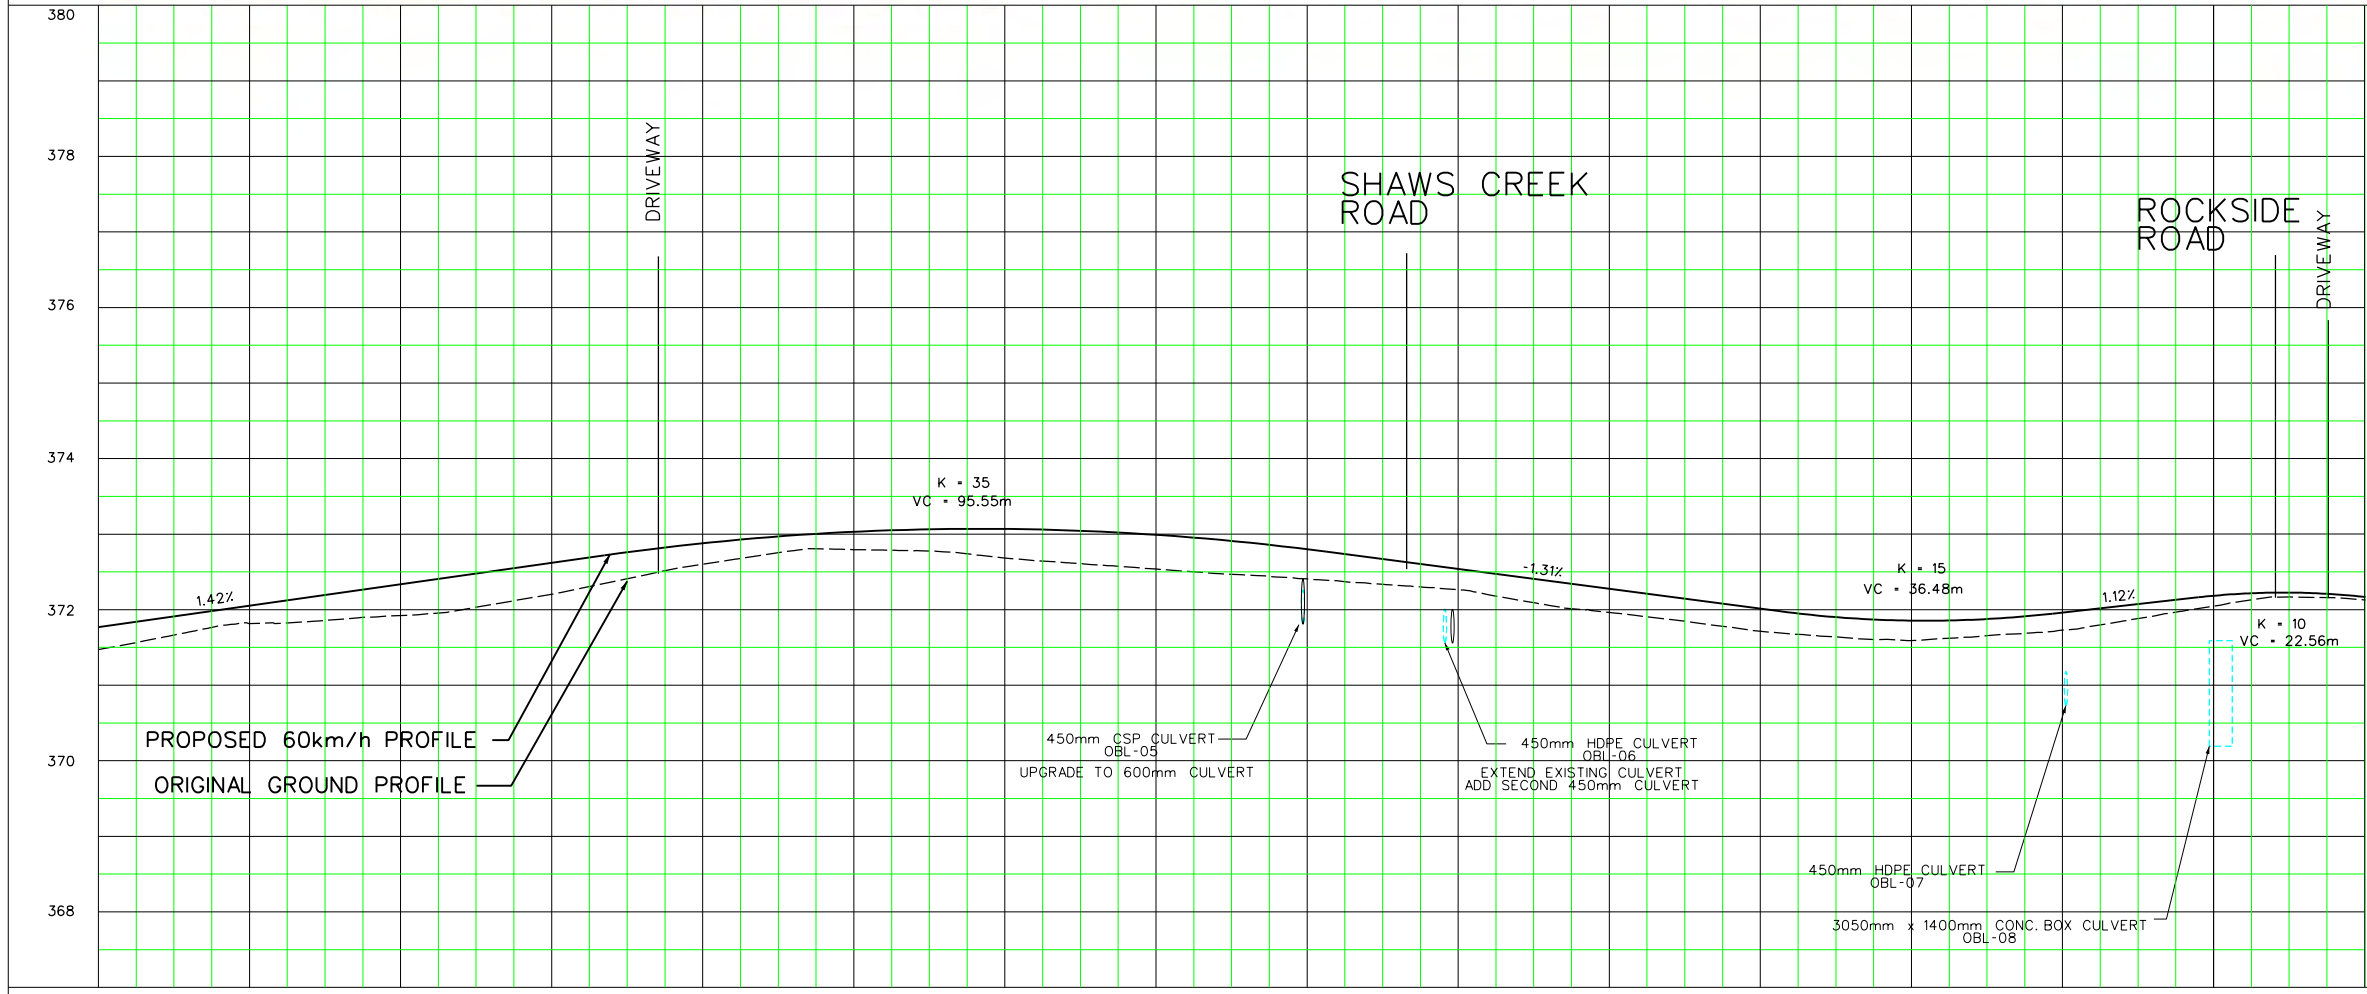 380
378
376
374
372
370
368
DRIVEWAY
SHAWS CREEK
ROAD
ROCKSIDE
ROAD
DRIVEWAY
K = 35
VC = 95.55m
1.42%
-1.31%
K = 15
VC = 36.48m
1.12%
K = 10
VC = 22.56m
PROPOSED 60km/h PROFILE
ORIGINAL GROUND PROFILE
450mm CSP CULVERT
OBL-05
UPGRADE TO 600mm CULVERT
450mm HDPE CULVERT
OBL-06
EXTEND EXISTING CULVERT
ADD SECOND 450mm CULVERT
450mm HDPE CULVERT
OBL-07
3050mm x 1400mm CONC. BOX CULVERT
OBL-08